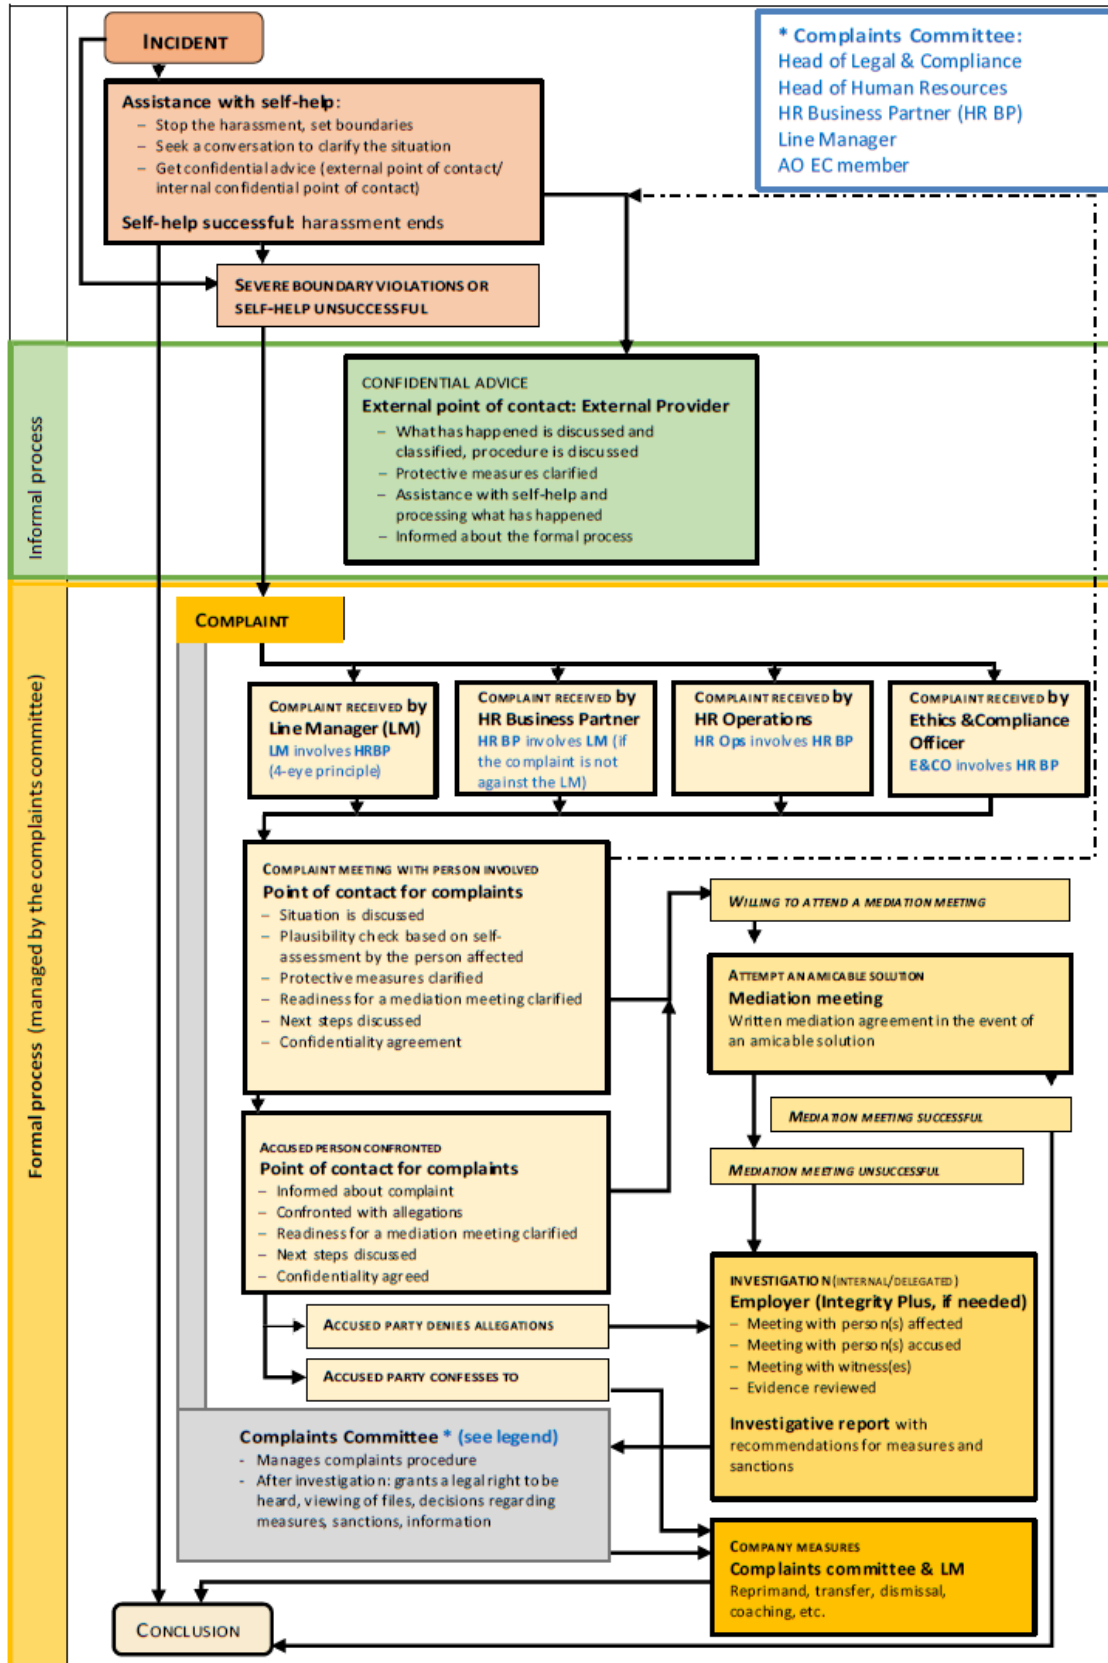 INCIDENT
* Complaints Committee:
Head of Legal & Compliance
Head of Human Resources
HR Business Partner (HR BP)
Line Manager
AO EC member
Assistance with self-help:
– Stop the harassment, set boundaries
– Seek a conversation to clarify the situation
– Get confidential advice (external point of contact/
internal confidential point of contact)
Self-help successful: harassment ends
SEVERE BOUNDARY VIOLATIONS OR
SELF-HELP UNSUCCESSFUL
Informal process
CONFIDENTIAL ADVICE
External point of contact: External Provider
– What has happened is discussed and
classified, procedure is discussed
– Protective measures clarified
– Assistance with self-help and
processing what has happened
– Informed about the formal process
Formal process (managed by the complaints committee)
COMPLAINT
COMPLAINT RECEIVED by
Line Manager (LM)
LM involves HRBP
(4-eye principle)
COMPLAINT RECEIVED by
HR Business Partner
HR BP involves LM (if
the complaint is not
against the LM)
COMPLAINT RECEIVED by
HR Operations
HR Ops involves HR BP
COMPLAINT RECEIVED by
Ethics &Compliance
Officer
E&CO involves HR BP
COMPLAINT MEETING WITH PERSON INVOLVED
Point of contact for complaints
– Situation is discussed
– Plausibility check based on self-
assessment by the person affected
– Protective measures clarified
– Readiness for a mediation meeting clarified
– Next steps discussed
– Confidentiality agreement
WILLING TO ATTEND A MEDIATION MEETING
ATTEMPT AN AMICABLE SOLUTION
Mediation meeting
Written mediation agreement in the event of
an amicable solution
MEDIATION MEETING SUCCESSFUL
MEDIATION MEETING UNSUCCESSFUL
ACCUSED PERSON CONFRONTED
Point of contact for complaints
– Informed about complaint
– Confronted with allegations
– Readiness for a mediation meeting clarified
– Next steps discussed
– Confidentiality agreed
ACCUSED PARTY DENIES ALLEGATIONS
ACCUSED PARTY CONFESSES TO
INVESTIGATION (INTERNAL/DELEGATED)
Employer (Integrity Plus, if needed)
– Meeting with person(s) affected
– Meeting with person(s) accused
– Meeting with witness(es)
– Evidence reviewed
Investigative report with
recommendations for measures and
sanctions
Complaints Committee * (see legend)
- Manages complaints procedure
- After investigation: grants a legal right to be
heard, viewing of files, decisions regarding
measures, sanctions, information
COMPANY MEASURES
Complaints committee & LM
Reprimand, transfer, dismissal,
coaching, etc.
CONCLUSION